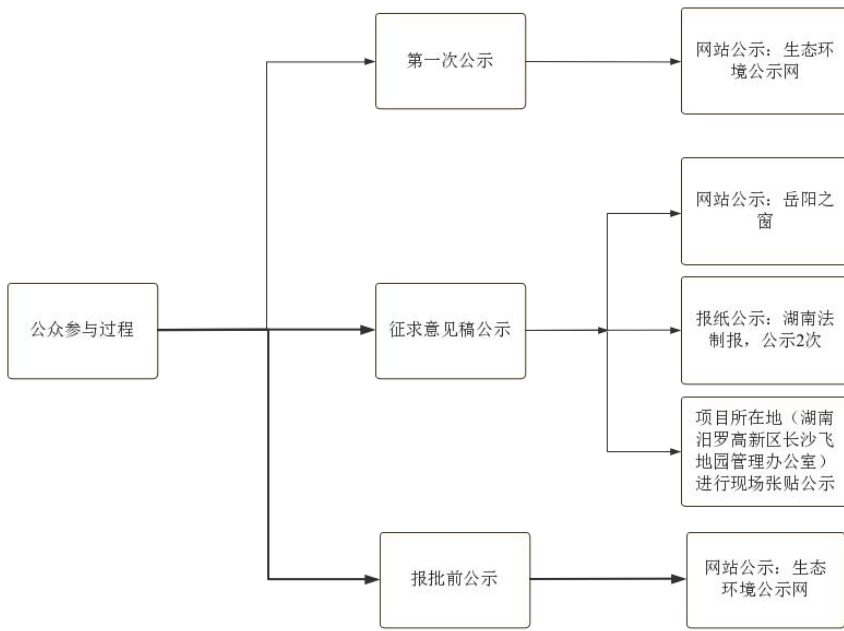 公众参与过程
第一次公示
网站公示：生态环
境公示网
征求意见稿公示
网站公示：岳阳之
窗
报纸公示：湖南法
制报，公示2次
项目所在地（湖南
汨罗高新区长沙飞
地园管理办公室）
进行现场张贴公示
报批前公示
网站公示：生态
环境公示网